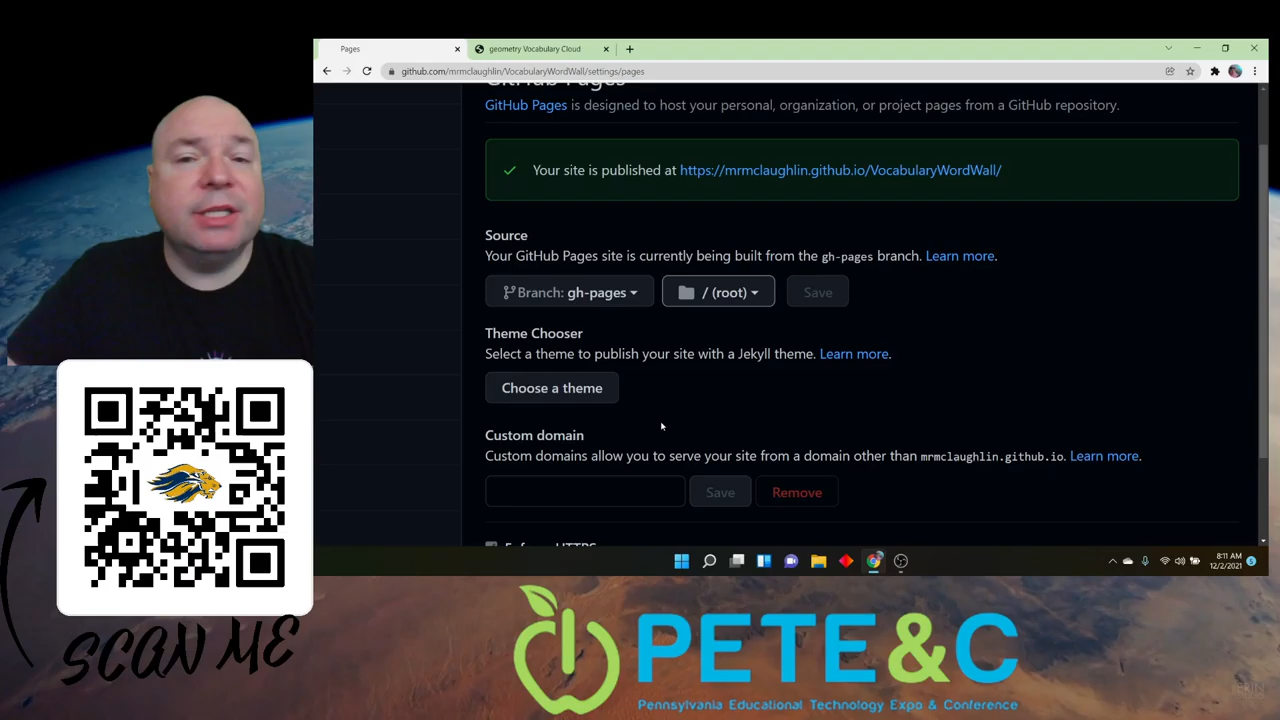 Pages
geometry Vocabulary Cloud
github.com/mrmclaughlin/VocabularyWordWall/settings/pages
GitHub Pages
GitHub Pages is designed to host your personal, organization, or project pages from a GitHub repository.
Your site is published at https://mrmclaughlin.github.io/VocabularyWordWall/
Source
Your GitHub Pages site is currently being built from the gh-pages branch. Learn more.
Branch: gh-pages
/ (root)
Save
Theme Chooser
Select a theme to publish your site with a Jekyll theme. Learn more.
Choose a theme
Custom domain
Custom domains allow you to serve your site from a domain other than mrmclaughlin.github.io. Learn more.
Save
Remove
Enforce HTTPS
8:11 AM
12/2/2021
SCAN ME
PETE&C
Pennsylvania Educational Technology Expo & Conference